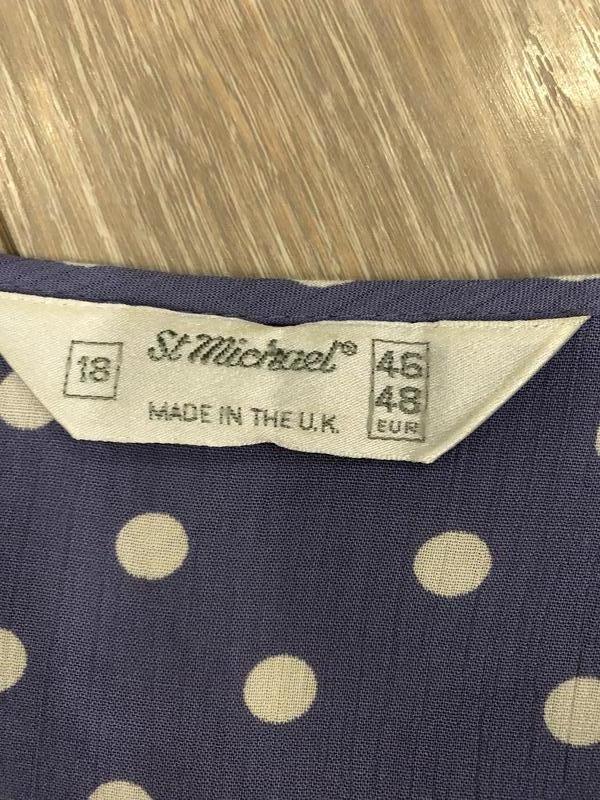 18
St Michael®
MADE IN THE U.K.
46
48
EUR